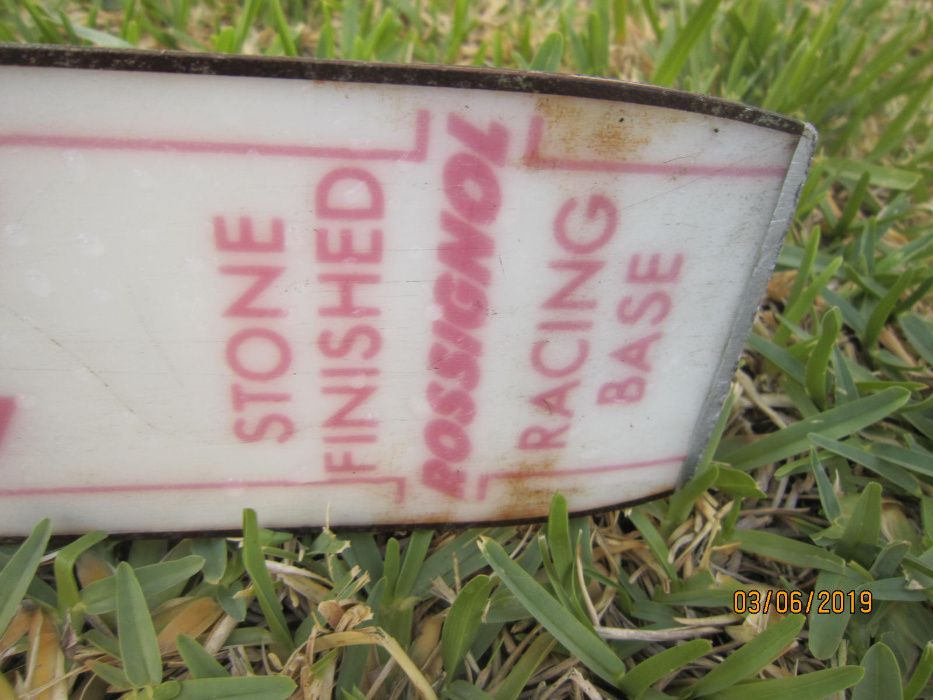 STONE
FINISHED
ROSSIGNOL
RACING
BASE
03/06/2019